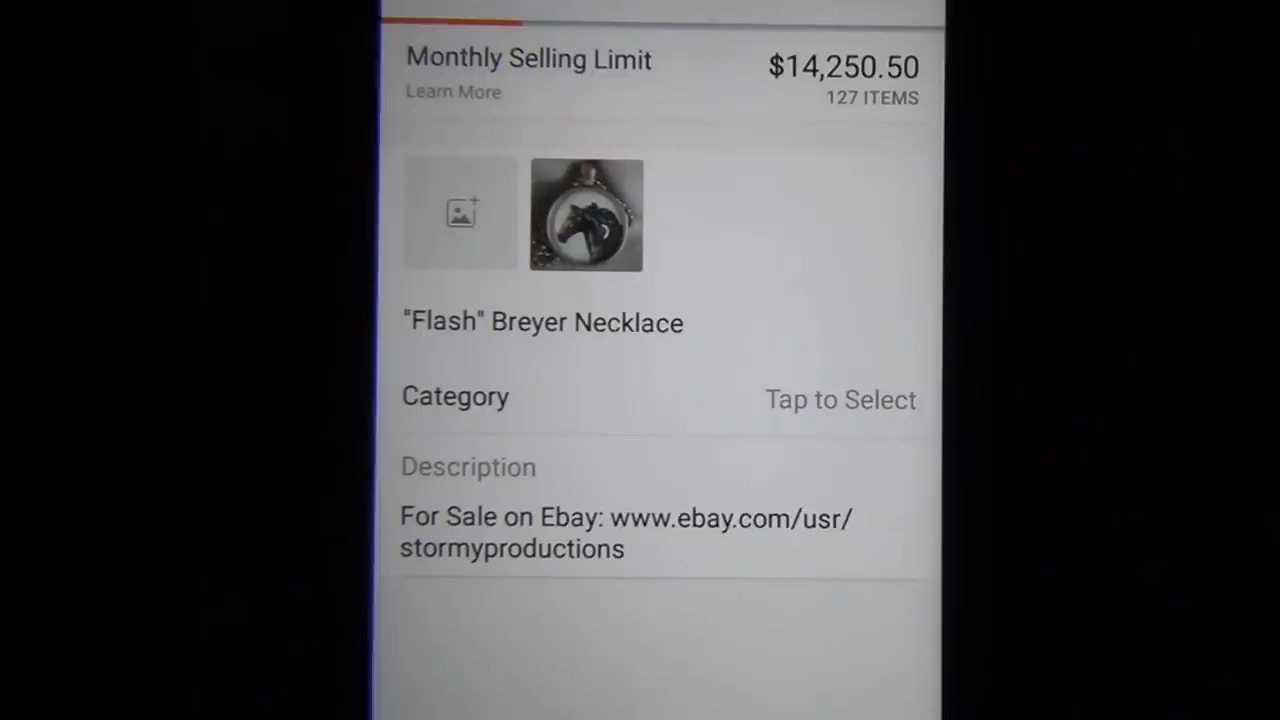 Monthly Selling Limit
$14,250.50
Learn More
127 ITEMS
"Flash" Breyer Necklace
Category
Tap to Select
Description
For Sale on Ebay: www.ebay.com/usr/
stormyproductions